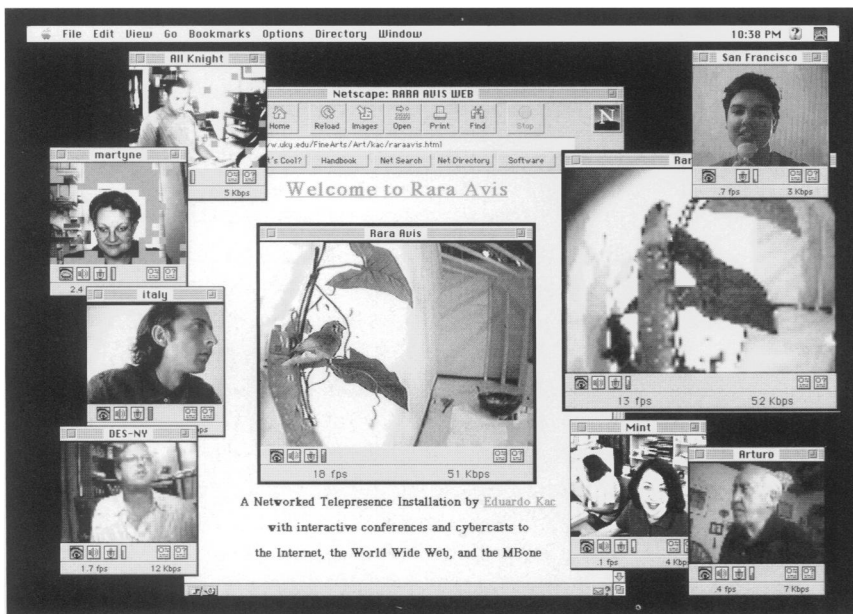 File Edit View Go Bookmarks Options Directory Window 10:38 PM
All Knight
5 Kbps
martyne
2.4
italy
DES-NY
1.7 fps 12 Kbps
Netscape: RARA AVIS WEB
Home Reload Images Open Print Find Stop
N
w.uky.edu/FineArts/Art/kac/raraavis.html
t's Cool? Handbook Net Search Net Directory Software
Welcome to Rara Avis
Rara Avis
18 fps 51 Kbps
A Networked Telepresence Installation by Eduardo Kac
with interactive conferences and cybercasts to
the Internet, the World Wide Web, and the MBone
San Francisco
.7 fps 3 Kbps
Rar
13 fps 52 Kbps
Mint
.1 fps 4 Kbp
Arturo
.4 fps 7 Kbps